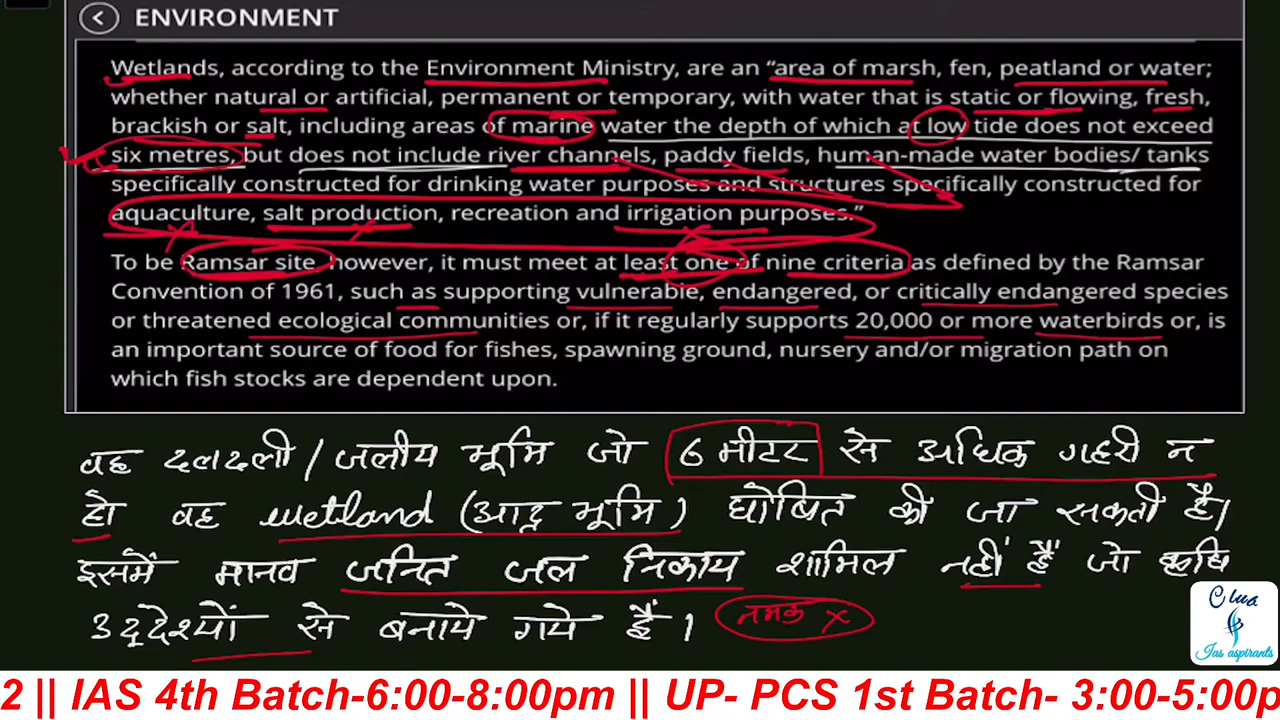 ENVIRONMENT
Wetlands, according to the Environment Ministry, are an “area of marsh, fen, peatland or water;
whether natural or artificial, permanent or temporary, with water that is static or flowing, fresh,
brackish or salt, including areas of marine water the depth of which at low tide does not exceed
six metres, but does not include river channels, paddy fields, human-made water bodies/ tanks
specifically constructed for drinking water purposes and structures specifically constructed for
aquaculture, salt production, recreation and irrigation purposes.”
To be Ramsar site, however, it must meet at least one of nine criteria as defined by the Ramsar
Convention of 1961, such as supporting vulnerable, endangered, or critically endangered species
or threatened ecological communities or, if it regularly supports 20,000 or more waterbirds or, is
an important source of food for fishes, spawning ground, nursery and/or migration path on
which fish stocks are dependent upon.
वह दलदली/जलीय भूमि जो 6 मीटर से अधिक गहरी न
हो वह wetland (आद्र भूमि) घोषित की जा सकती है।
इसमें मानव जनित जल निकाय शामिल नहीं हैं जो कृषि
उद्देश्यों से बनाये गये हैं।
नमक X
Clue
Ias aspirants
2 || IAS 4th Batch-6:00-8:00pm || UP- PCS 1st Batch- 3:00-5:00p